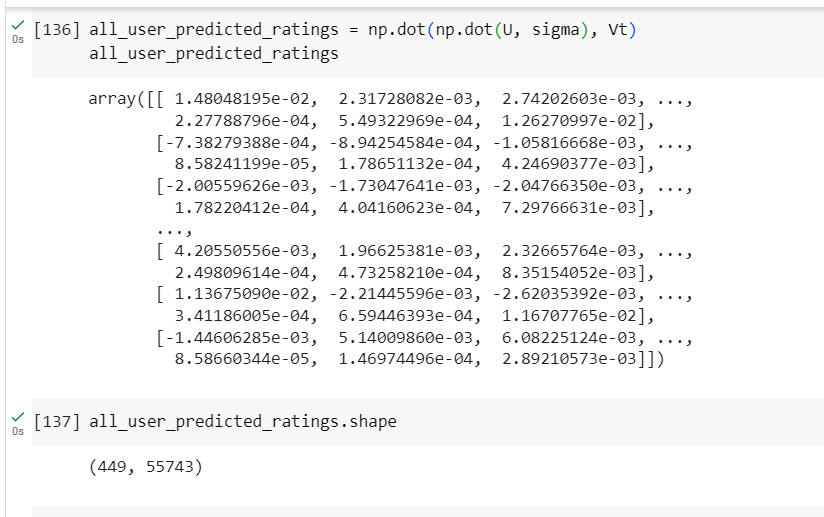 [136] all_user_predicted_ratings = np.dot(np.dot(U, sigma), Vt)
0s
all_user_predicted_ratings
array([[ 1.48048195e-02, 2.31728082e-03, 2.74202603e-03, ...,
2.27788796e-04, 5.49322969e-04, 1.26270997e-02],
[-7.38279388e-04, -8.94254584e-04, -1.05816668e-03, ...,
8.58241199e-05, 1.78651132e-04, 4.24690377e-03],
[-2.00559626e-03, -1.73047641e-03, -2.04766350e-03, ...,
1.78220412e-04, 4.04160623e-04, 7.29766631e-03],
...,
[ 4.20550556e-03, 1.96625381e-03, 2.32665764e-03, ...,
2.49809614e-04, 4.73258210e-04, 8.35154052e-03],
[ 1.13675090e-02, -2.21445596e-03, -2.62035392e-03, ...,
3.41186005e-04, 6.59446393e-04, 1.16707765e-02],
[-1.44606285e-03, 5.14009860e-03, 6.08225124e-03, ...,
8.58660344e-05, 1.46974496e-04, 2.89210573e-03]])
[137] all_user_predicted_ratings.shape
0s
(449, 55743)